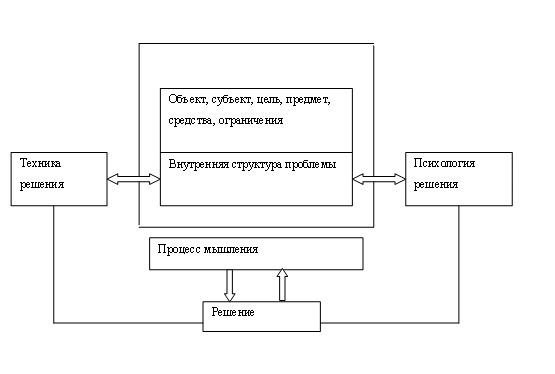 Объект, субъект, цель, предмет,
средства, ограничения
Техника
решения
Внутренняя структура проблемы
Психология
решения
Процесс мышления
Решение